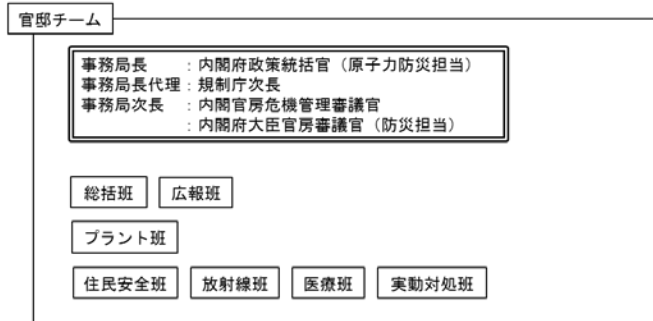 官邸チーム
事務局長　　：内閣府政策統括官（原子力防災担当）
事務局長代理：規制庁次長
事務局次長　：内閣官房危機管理審議官
　　　　　　：内閣府大臣官房審議官（防災担当）
総括班　広報班
プラント班
住民安全班　放射線班　医療班　実動対処班